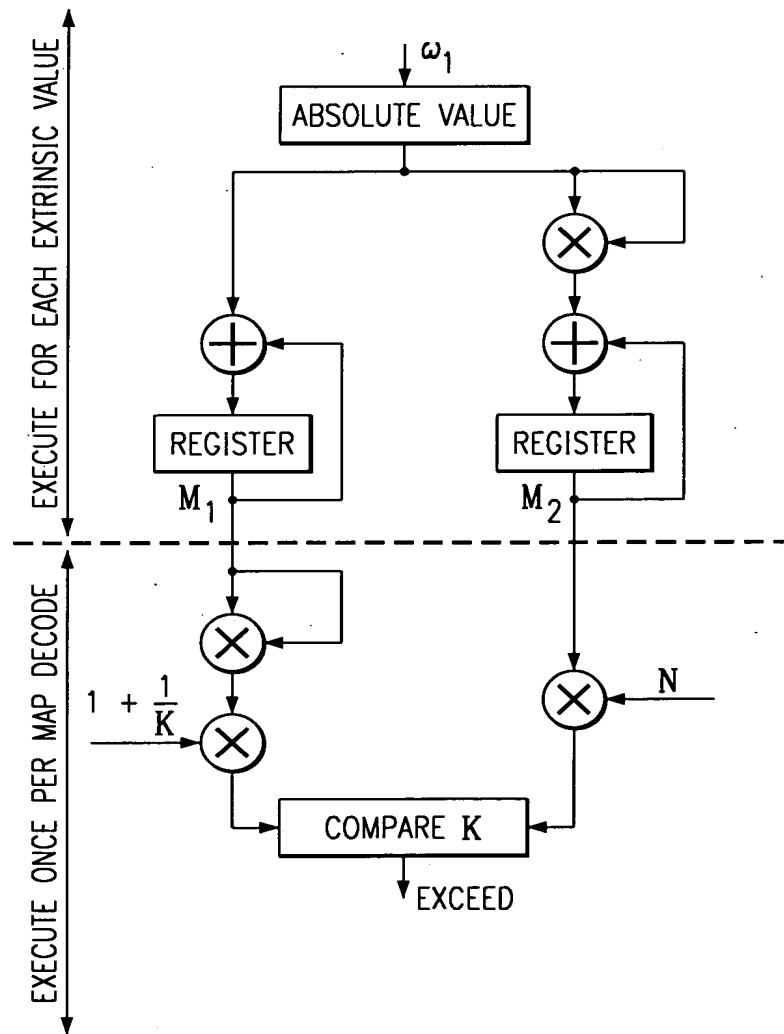 EXECUTE FOR EACH EXTRINSIC VALUE
ω₁
ABSOLUTE VALUE
REGISTER
REGISTER
M₁
M₂
EXECUTE ONCE PER MAP DECODE
1 + 1/K
N
COMPARE K
EXCEED